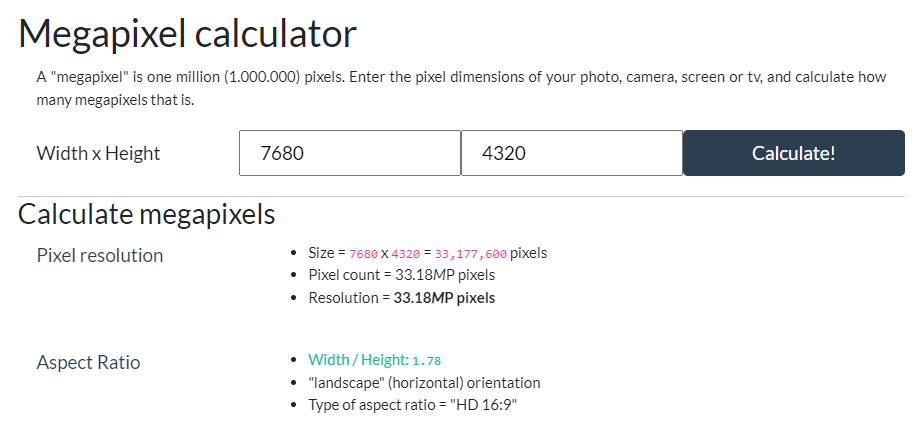 Megapixel calculator
A "megapixel" is one million (1.000.000) pixels. Enter the pixel dimensions of your photo, camera, screen or tv, and calculate how
many megapixels that is.
Width x Height 7680 4320 Calculate!
Calculate megapixels
Pixel resolution
• Size = 7680 x 4320 = 33,177,600 pixels
• Pixel count = 33.18MP pixels
• Resolution = 33.18MP pixels
Aspect Ratio
• Width / Height: 1.78
• "landscape" (horizontal) orientation
• Type of aspect ratio = "HD 16:9"